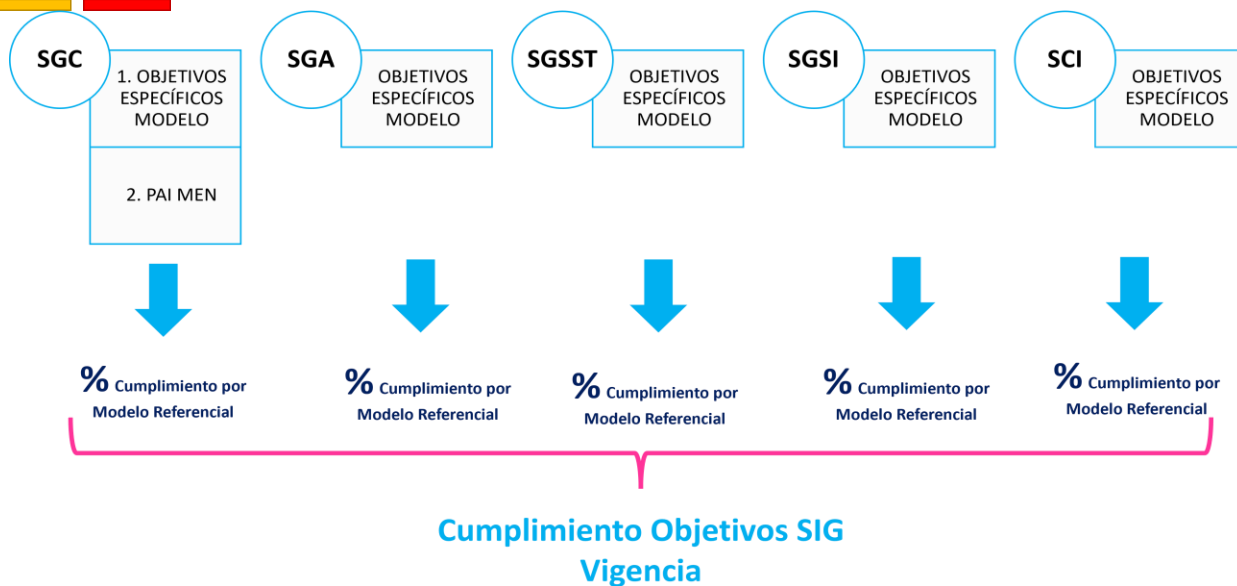 SGC
1. OBJETIVOS
ESPECÍFICOS
MODELO
2. PAI MEN
SGA
OBJETIVOS
ESPECÍFICOS
MODELO
SGSST
OBJETIVOS
ESPECÍFICOS
MODELO
SGSI
OBJETIVOS
ESPECÍFICOS
MODELO
SCI
OBJETIVOS
ESPECÍFICOS
MODELO
% Cumplimiento por
Modelo Referencial
% Cumplimiento por
Modelo Referencial
% Cumplimiento por
Modelo Referencial
% Cumplimiento por
Modelo Referencial
% Cumplimiento por
Modelo Referencial
Cumplimiento Objetivos SIG
Vigencia